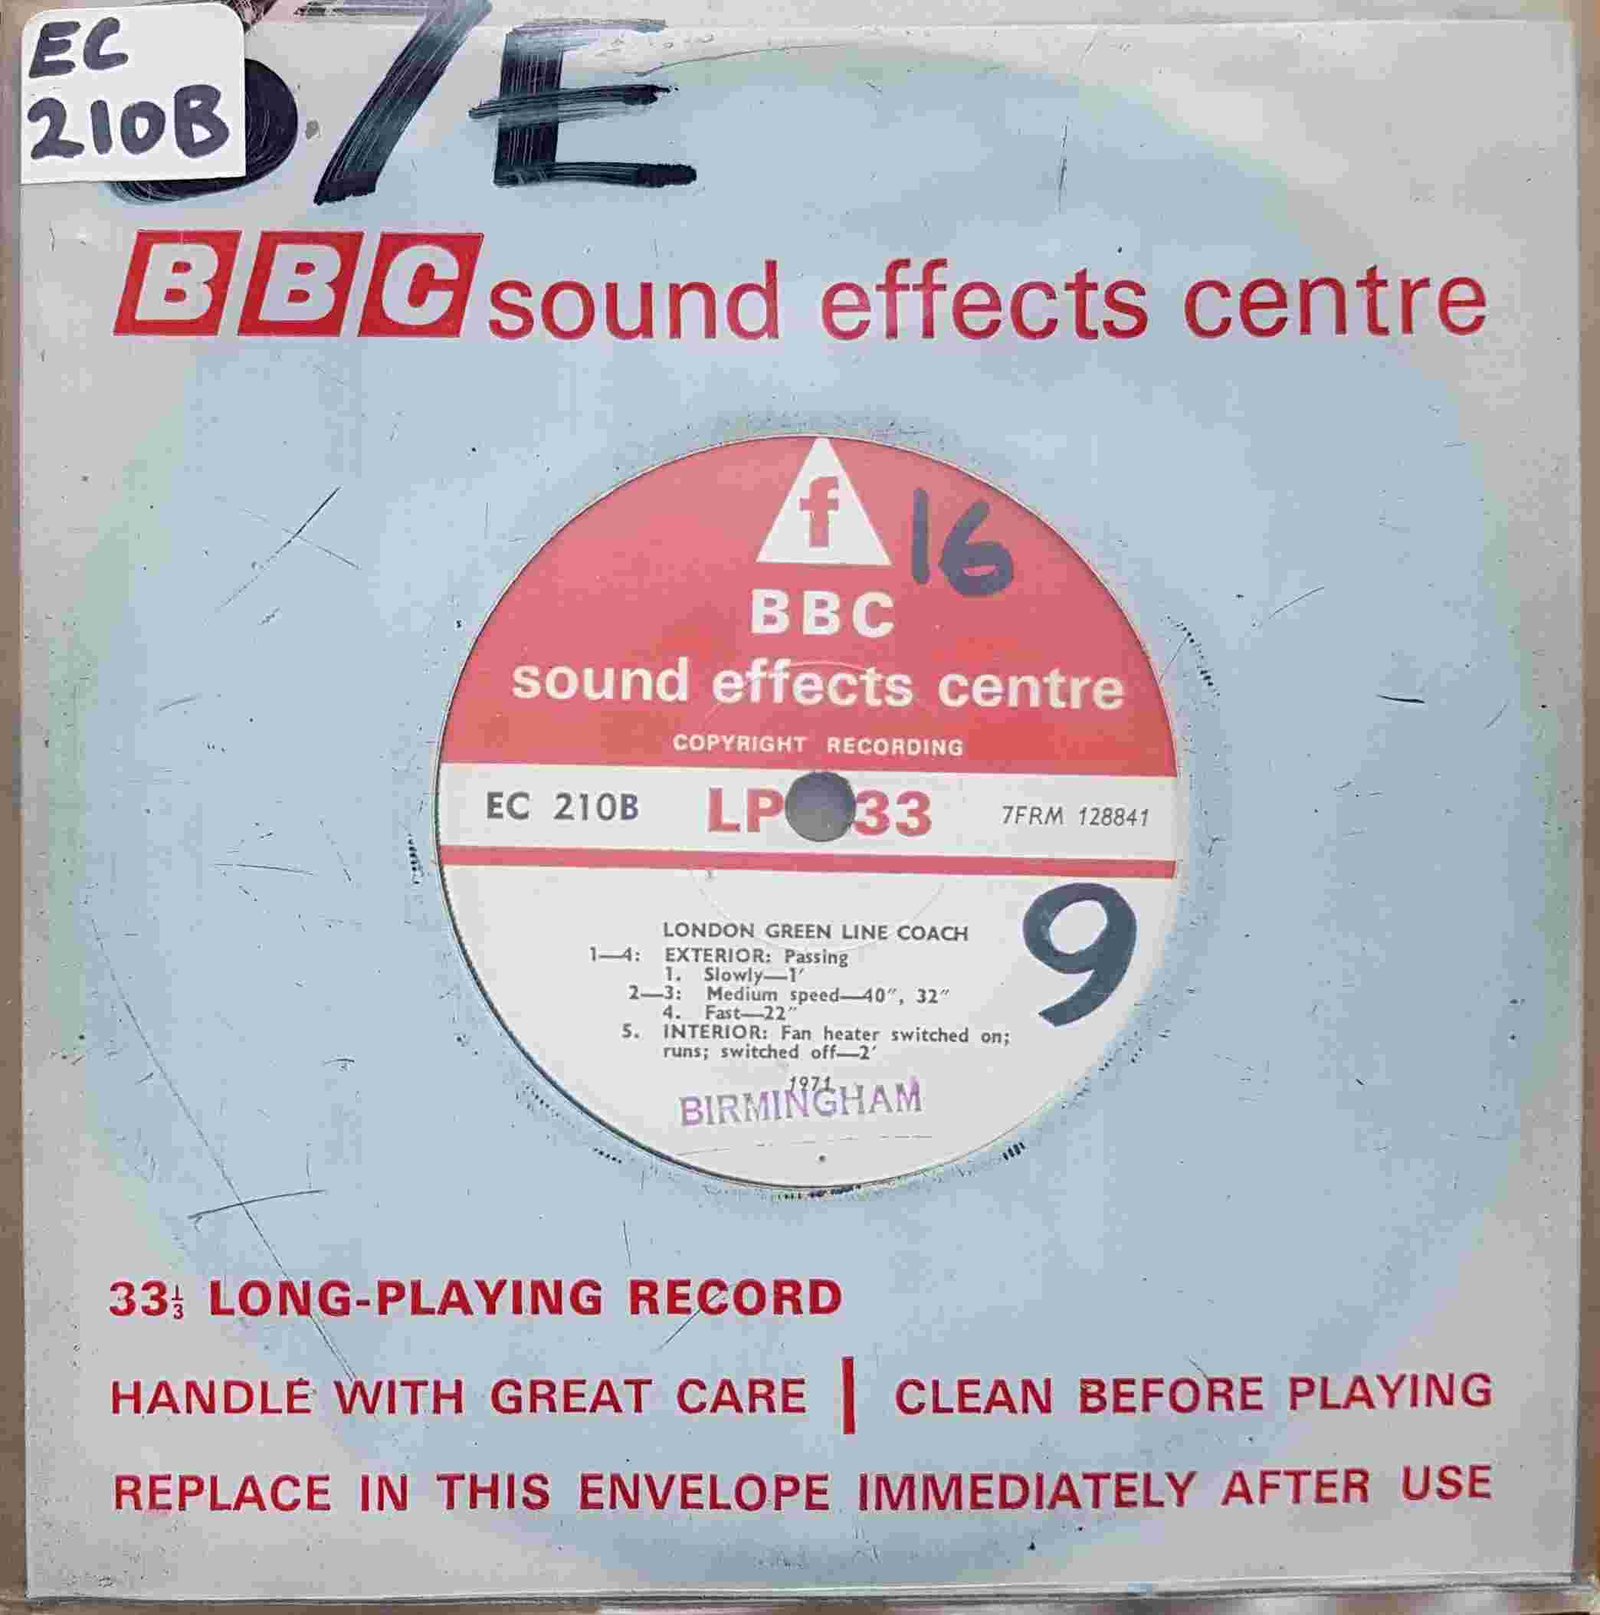 EC
210B
7E
BBC sound effects centre
f
16
BBC
sound effects centre
COPYRIGHT RECORDING
EC 210B LP 33 7FRM 128841
9
LONDON GREEN LINE COACH
1—4: EXTERIOR: Passing
1. Slowly—1′
2—3: Medium speed—40″, 32″
4. Fast—22″
5. INTERIOR: Fan heater switched on;
runs; switched off—2′
1971
BIRMINGHAM
33⅓ LONG-PLAYING RECORD
HANDLE WITH GREAT CARE | CLEAN BEFORE PLAYING
REPLACE IN THIS ENVELOPE IMMEDIATELY AFTER USE